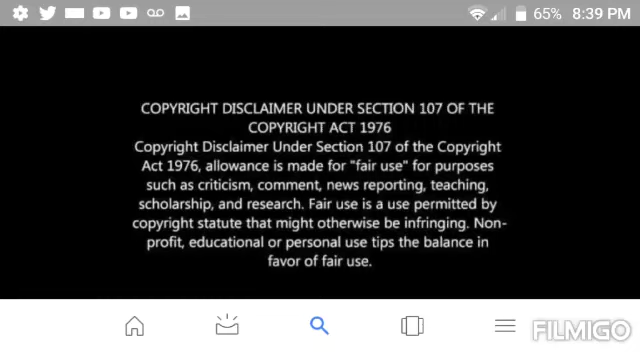 65% 8:39 PM
COPYRIGHT DISCLAIMER UNDER SECTION 107 OF THE
COPYRIGHT ACT 1976
Copyright Disclaimer Under Section 107 of the Copyright
Act 1976, allowance is made for "fair use" for purposes
such as criticism, comment, news reporting, teaching,
scholarship, and research. Fair use is a use permitted by
copyright statute that might otherwise be infringing. Non-
profit, educational or personal use tips the balance in
favor of fair use.
FILMIGO